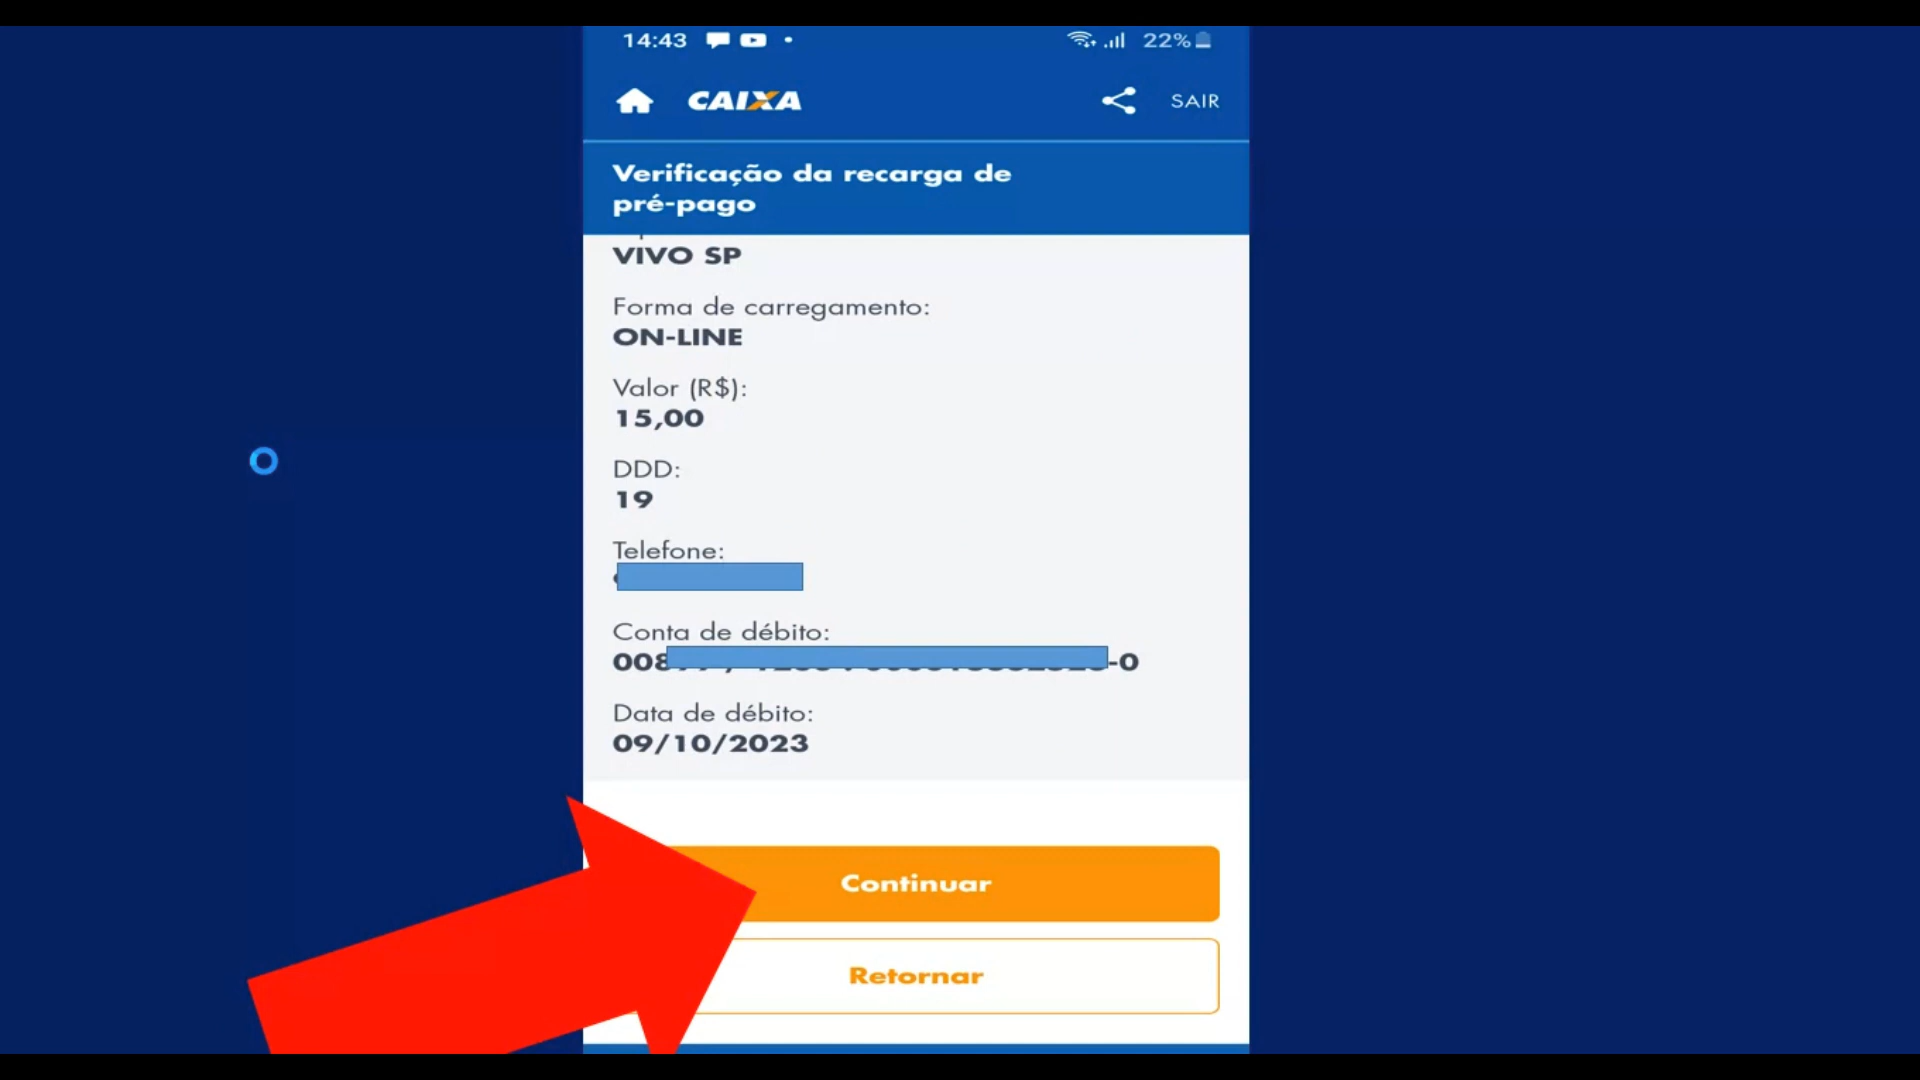 14:43
22%
CAIXA
SAIR
Verificação da recarga de
pré-pago
VIVO SP
Forma de carregamento:
ON-LINE
Valor (R$):
15,00
DDD:
19
Telefone:
Conta de débito:
008 -0
Data de débito:
09/10/2023
Continuar
Retornar